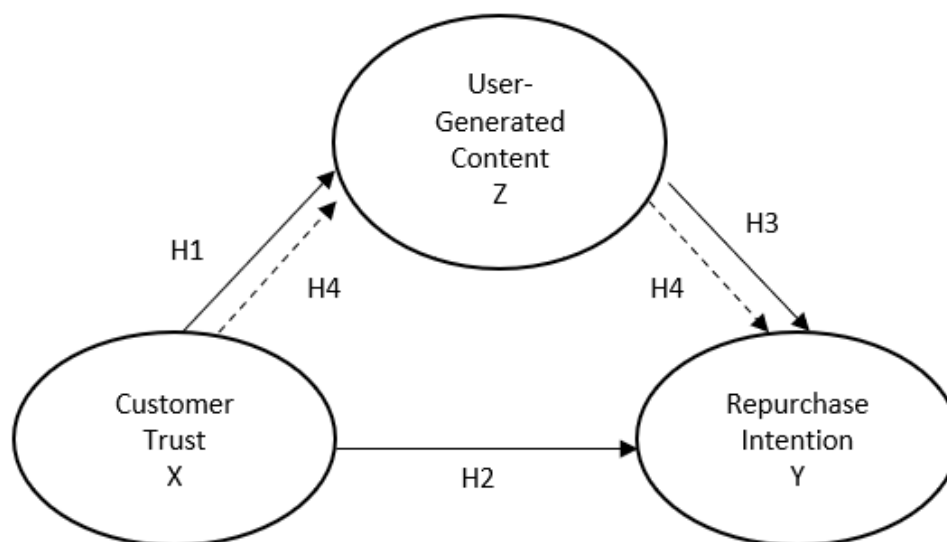 User-
Generated
Content
Z
H1
H4
H4
H3
Customer
Trust
X
H2
Repurchase
Intention
Y